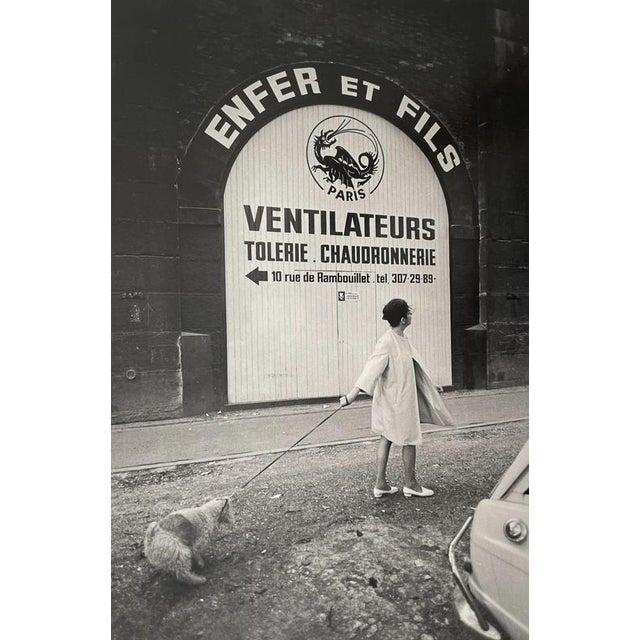 ENFER ET FILS
PARIS
VENTILATEURS
TOLERIE . CHAUDRONNERIE
10 rue de Rambouillet . tel. 307-29-89-